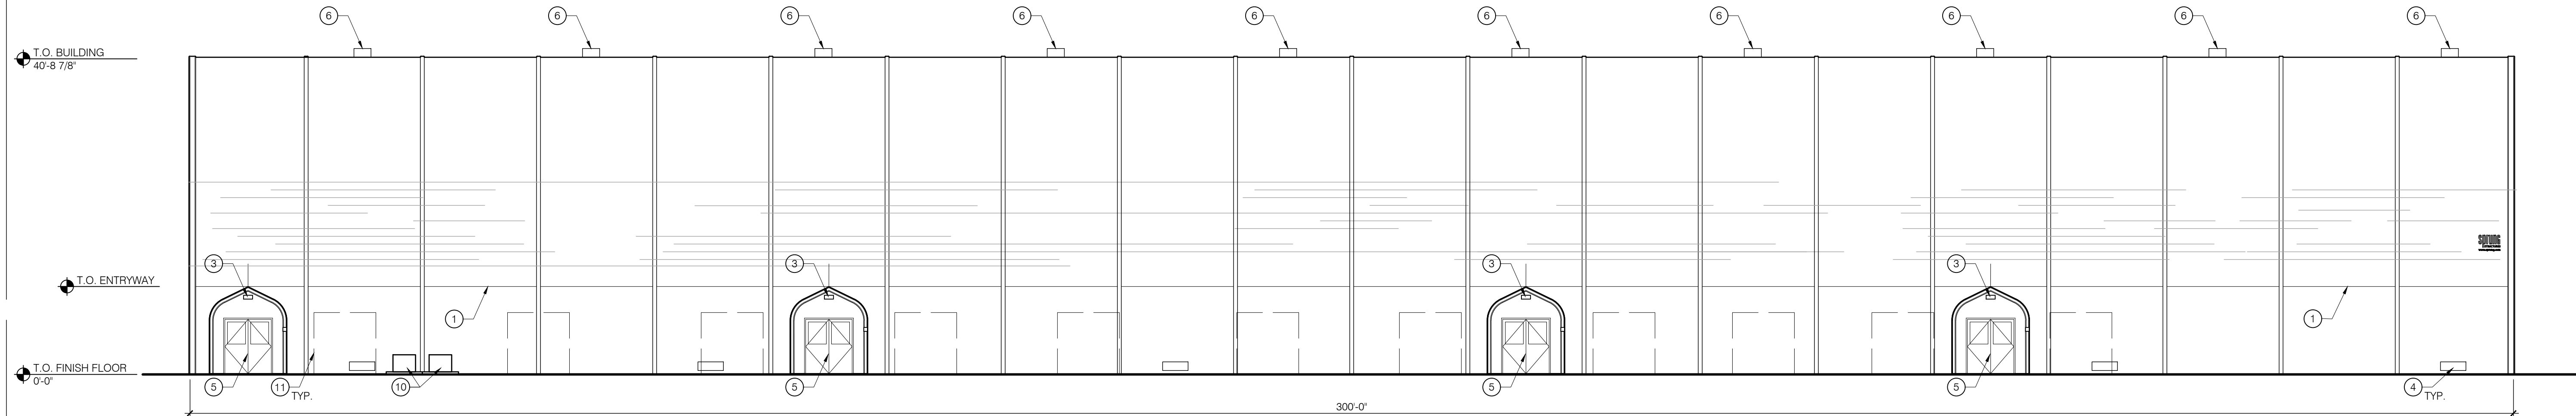 6 6 6 6 6 6 6 6 6 6
T.O. BUILDING
40'-8 7/8"
sprung
3 3 3 3
T.O. ENTRYWAY
1 1
T.O. FINISH FLOOR
0'-0"
5 11 10 5 5 5 4
TYP. TYP.
300'-0"